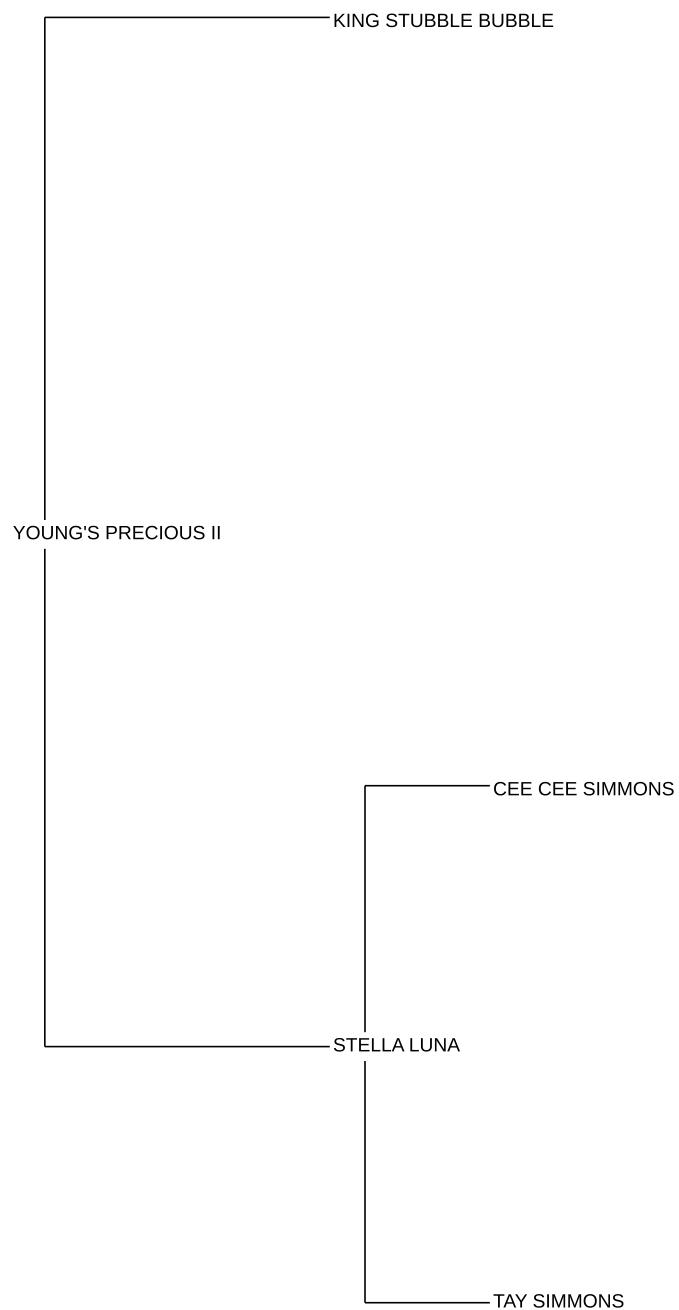 KING STUBBLE BUBBLE
YOUNG'S PRECIOUS II
CEE CEE SIMMONS
STELLA LUNA
TAY SIMMONS